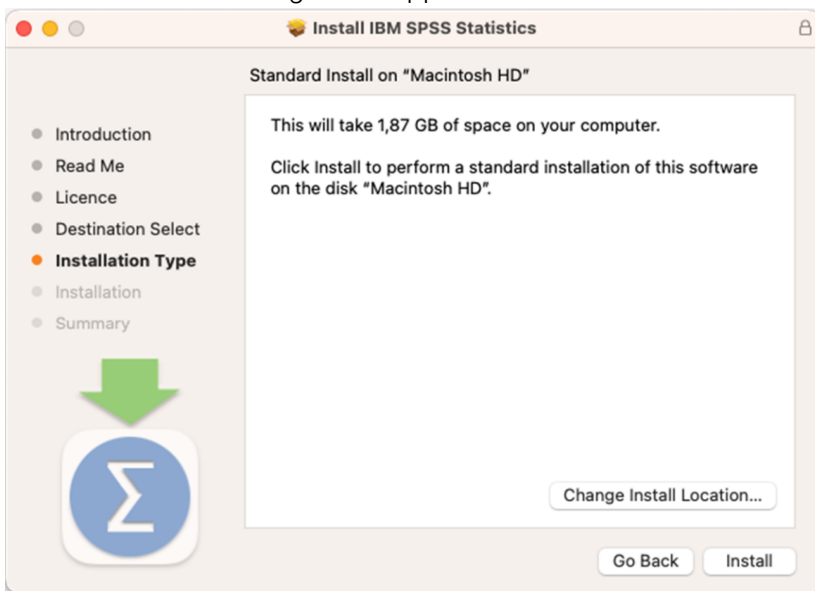 Install IBM SPSS Statistics
Standard Install on “Macintosh HD”
Introduction
Read Me
Licence
Destination Select
Installation Type
Installation
Summary
This will take 1,87 GB of space on your computer.
Click Install to perform a standard installation of this software
on the disk “Macintosh HD”.
Σ
Change Install Location...
Go Back
Install